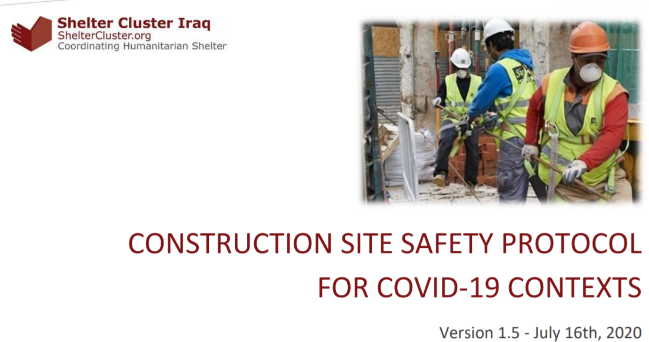 Shelter Cluster Iraq
ShelterCluster.org
Coordinating Humanitarian Shelter
CONSTRUCTION SITE SAFETY PROTOCOL
FOR COVID-19 CONTEXTS
Version 1.5 - July 16th, 2020